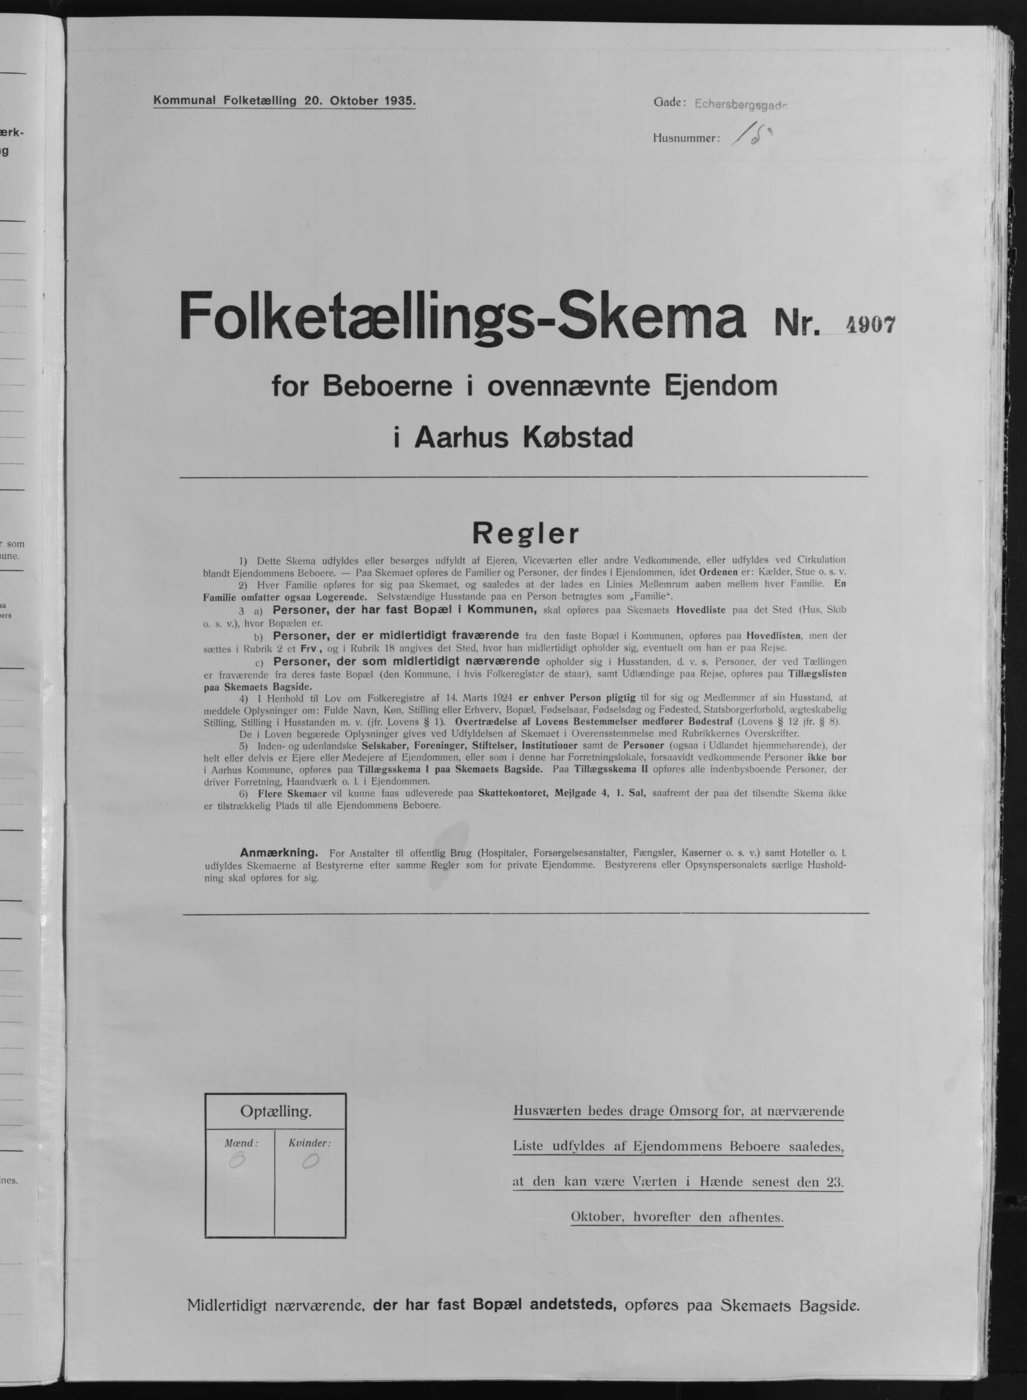 Kommunal Folketælling 20. Oktober 1935.
Gade: Eckersbergsgade
Husnummer:
Folketællings-Skema Nr. 4907
for Beboerne i ovennævnte Ejendom
i Aarhus Købstad
Regler
1) Dette Skema udfyldes eller besørges udfyldt af Ejeren, Viceværten eller andre Vedkommende, eller udfyldes ved Cirkulation
blandt Ejendommens Beboere. — Paa Skemaet opføres de Familier og Personer, der findes i Ejendommen, idet Ordenen er: Kælder, Stue o. s. v.
2) Hver Familie opføres for sig paa Skemaet, og saaledes at der lades en Linies Mellemrum aaben mellem hver Familie. En
Familie omfatter ogsaa Logerende. Selvstændige Husstande paa en Person betragtes som „Familie".
3 a) Personer, der har fast Bopæl i Kommunen, skal opføres paa Skemaets Hovedliste paa det Sted (Hus, Skib
o. s. v.), hvor Bopælen er.
b) Personer, der er midlertidigt fraværende fra den faste Bopæl i Kommunen, opføres paa Hovedlisten, men der
sættes i Rubrik 2 et Frv., og i Rubrik 18 angives det Sted, hvor han midlertidigt opholder sig, eventuelt om han er paa Rejse.
c) Personer, der som midlertidigt nærværende opholder sig i Husstanden, d. v. s. Personer, der ved Tællingen
er fraværende fra deres faste Bopæl (den Kommune, i hvis Folkeregister de staar), samt Udlændinge paa Rejse, opføres paa Tillægslisten
paa Skemaets Bagside.
4) I Henhold til Lov om Folkeregistre af 14. Marts 1924 er enhver Person pligtig til for sig og Medlemmer af sin Husstand, at
meddele Oplysninger om: Fulde Navn, Køn, Stilling eller Erhverv, Bopæl, Fødselsaar, Fødselsdag og Fødested, Statsborgerforhold, ægteskabelig
Stilling, Stilling i Husstanden m. v. (jfr. Lovens § 1). Overtrædelse af Lovens Bestemmelser medfører Bødestraf (Lovens § 12 jfr. § 8).
De i Loven begærede Oplysninger gives ved Udfyldelsen af Skemaet i Overensstemmelse med Rubrikkernes Overskrifter.
5) Inden- og udenlandske Selskaber, Foreninger, Stiftelser, Institutioner samt de Personer (ogsaa i Udlandet hjemmehørende), der
helt eller delvis er Ejere eller Medejere af Ejendommen, eller som i denne har Forretningslokale, forsaavidt vedkommende Personer ikke bor
i Aarhus Kommune, opføres paa Tillægsskema I paa Skemaets Bagside. Paa Tillægsskema II opføres alle indenbysboende Personer, der
driver Forretning, Haandværk o. l. i Ejendommen.
6) Flere Skemaer vil kunne faas udleverede paa Skattekontoret, Mejlgade 4, 1. Sal, saafremt der paa det tilsendte Skema ikke
er tilstrækkelig Plads til alle Ejendommens Beboere.
Anmærkning. For Anstalter til offentlig Brug (Hospitaler, Forsørgelsesanstalter, Fængsler, Kaserner o. s. v.) samt Hoteller o. l.
udfyldes Skemaerne af Bestyrerne efter samme Regler som for private Ejendomme. Bestyrerens eller Opsynspersonalets særlige Hushold-
ning skal opføres for sig.
Optælling.
Mænd: Kvinder:
0 0
Husværten bedes drage Omsorg for, at nærværende
Liste udfyldes af Ejendommens Beboere saaledes,
at den kan være Værten i Hænde senest den 23.
Oktober, hvorefter den afhentes.
Midlertidigt nærværende, der har fast Bopæl andetsteds, opføres paa Skemaets Bagside.